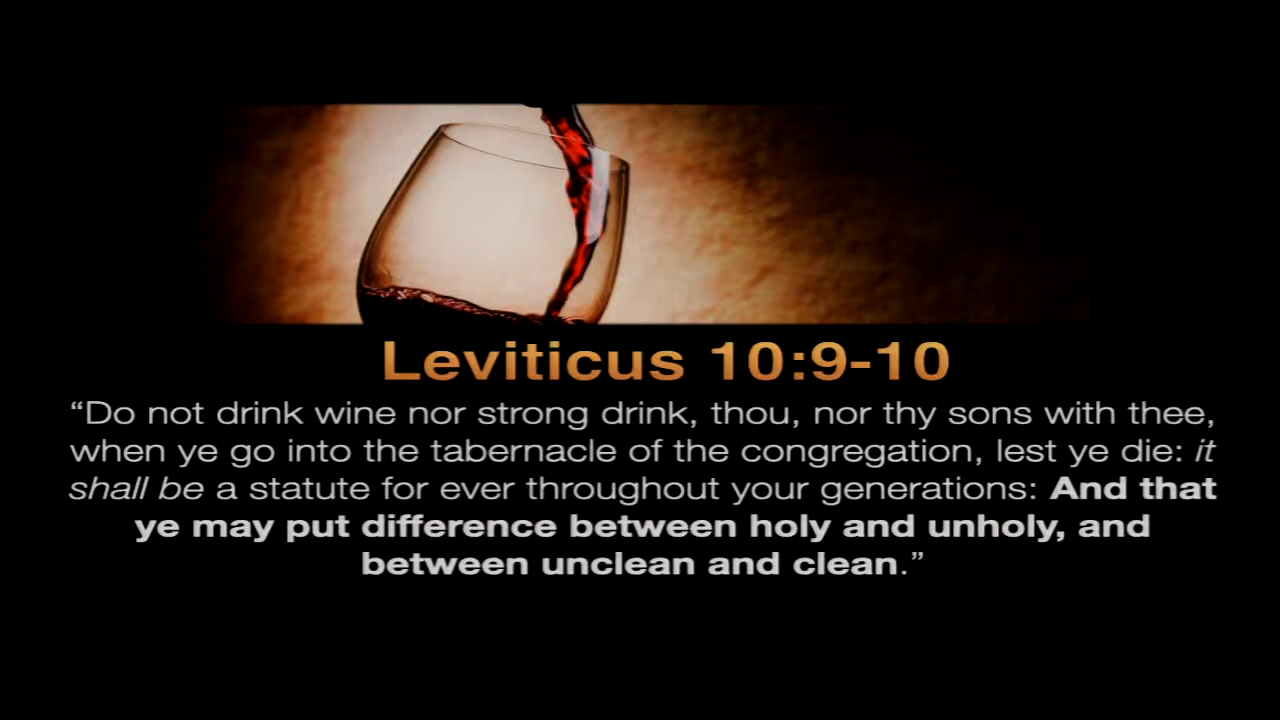 Leviticus 10:9-10
“Do not drink wine nor strong drink, thou, nor thy sons with thee,
when ye go into the tabernacle of the congregation, lest ye die: it
shall be a statute for ever throughout your generations: And that
ye may put difference between holy and unholy, and
between unclean and clean.”